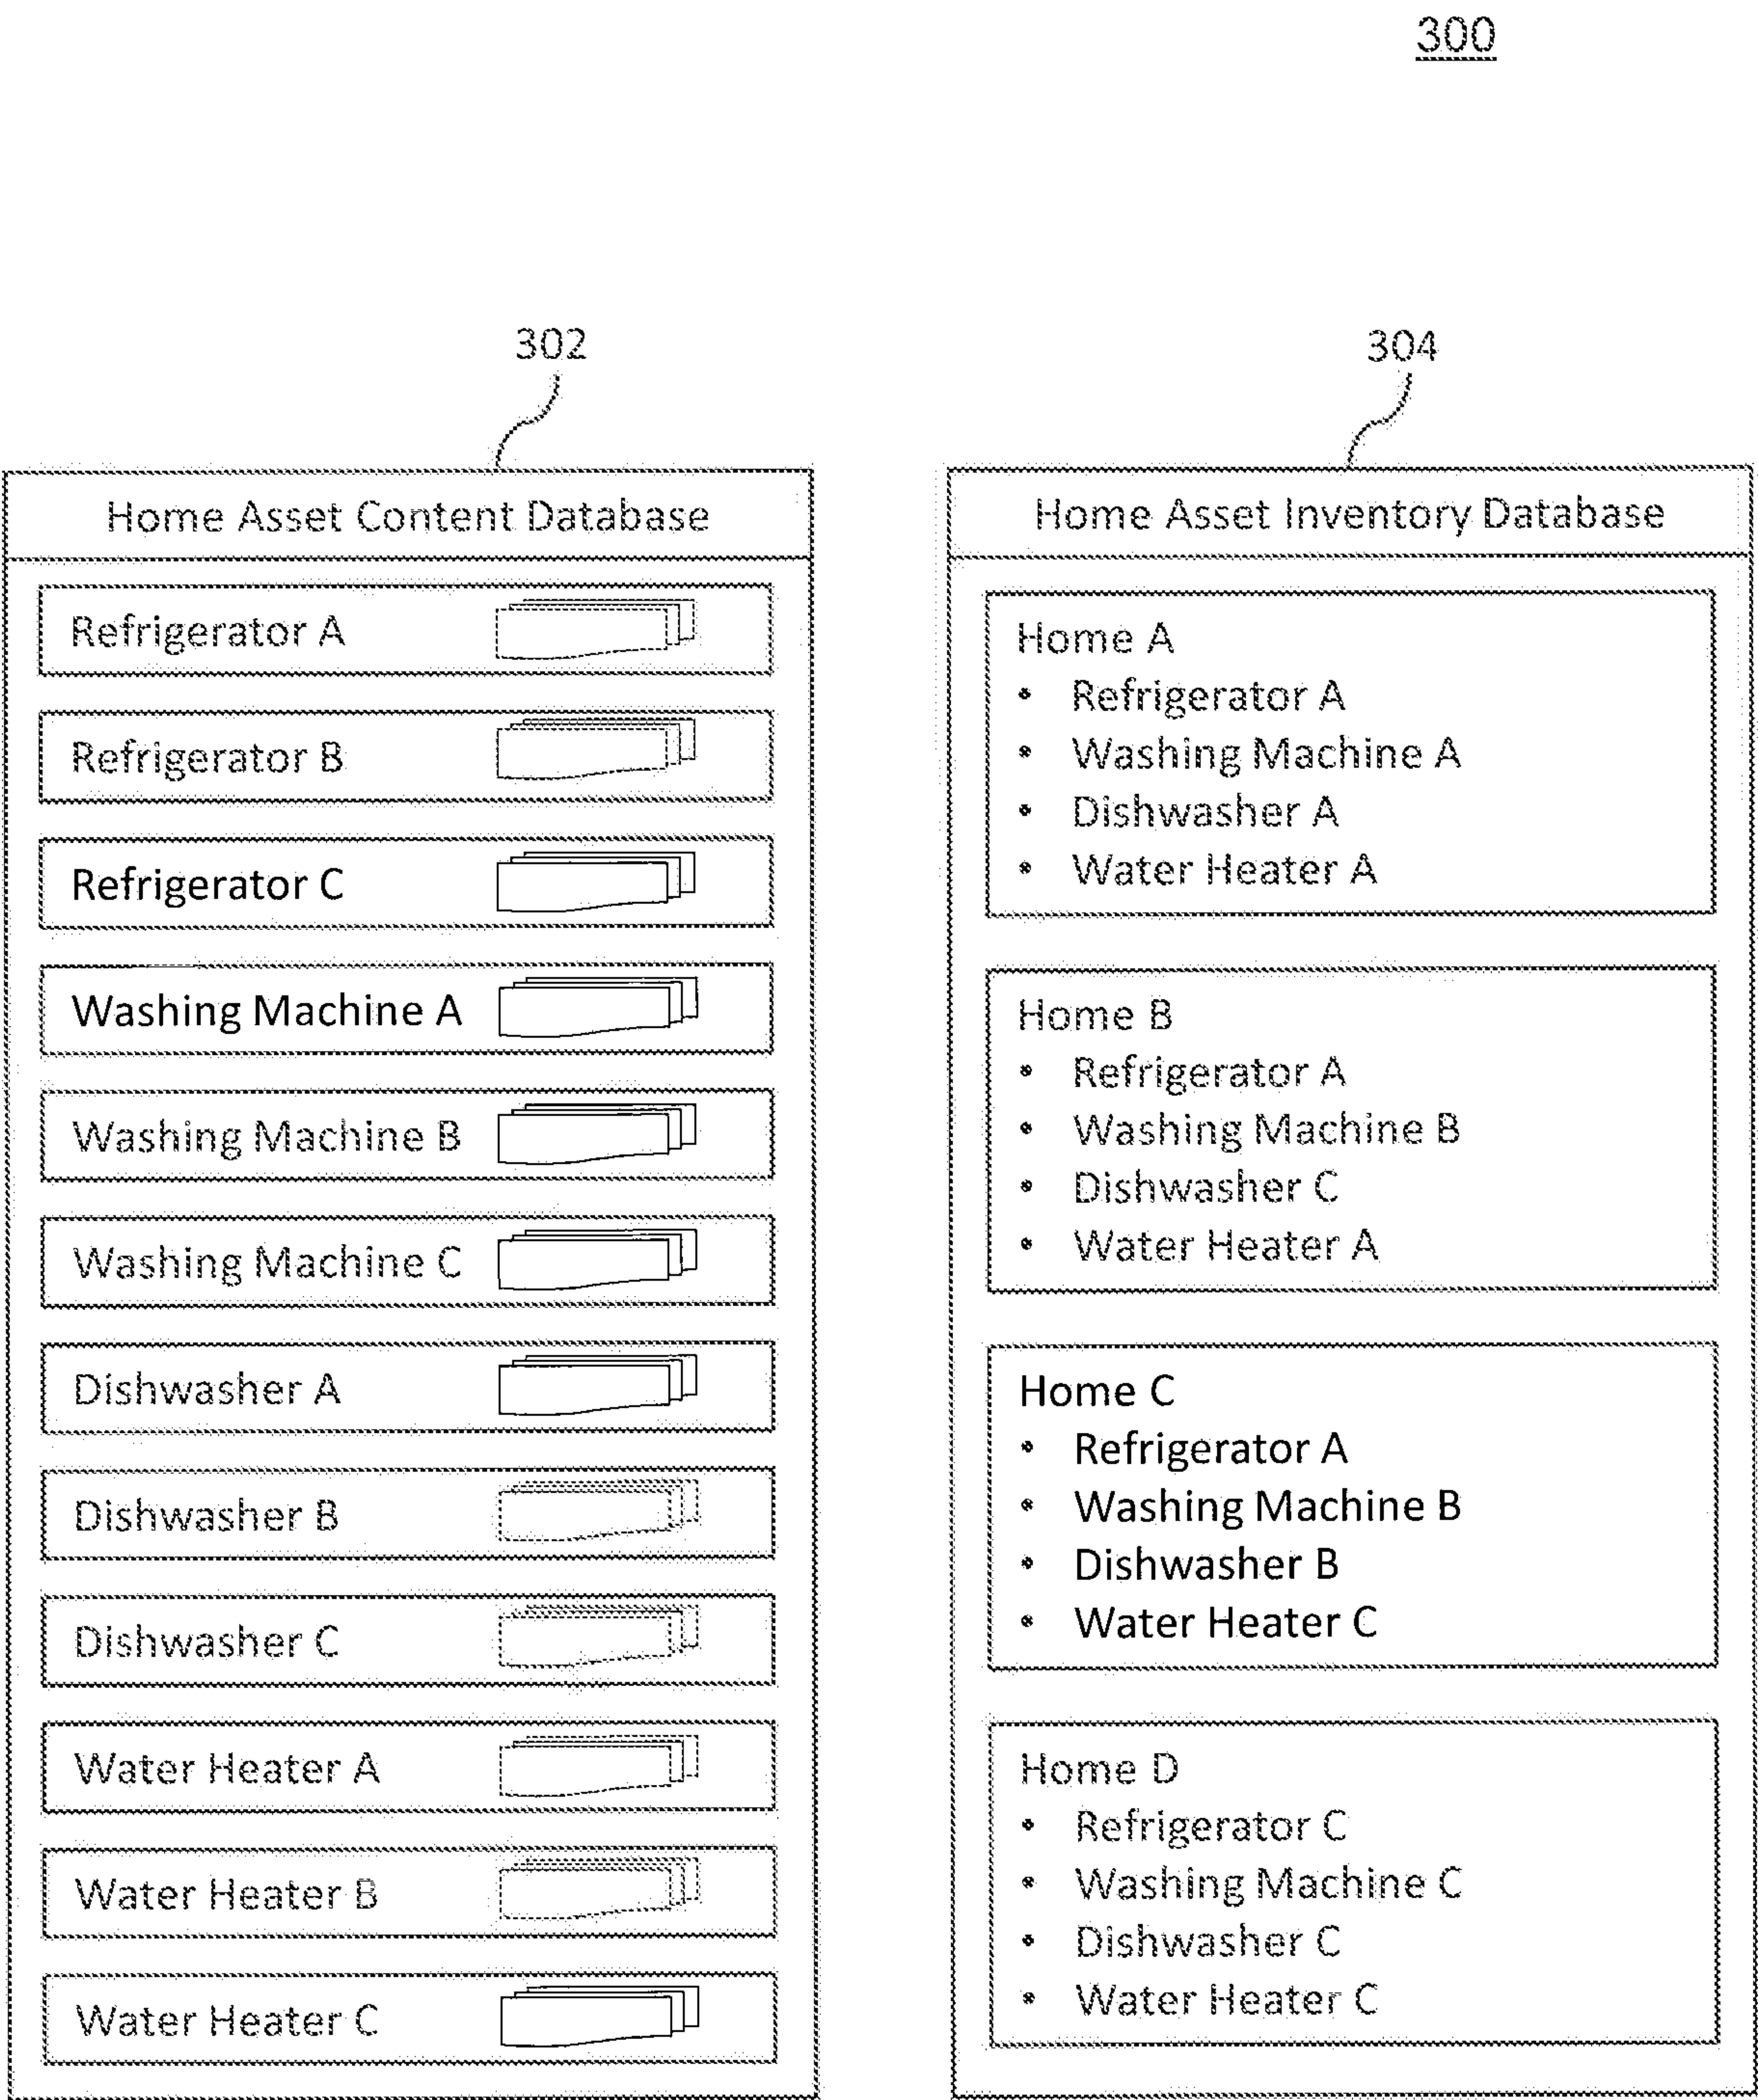 300
302
Home Asset Content Database
Refrigerator A
Refrigerator B
Refrigerator C
Washing Machine A
Washing Machine B
Washing Machine C
Dishwasher A
Dishwasher B
Dishwasher C
Water Heater A
Water Heater B
Water Heater C
304
Home Asset Inventory Database
Home A
• Refrigerator A
• Washing Machine A
• Dishwasher A
• Water Heater A
Home B
• Refrigerator A
• Washing Machine B
• Dishwasher C
• Water Heater A
Home C
• Refrigerator A
• Washing Machine B
• Dishwasher B
• Water Heater C
Home D
• Refrigerator C
• Washing Machine C
• Dishwasher C
• Water Heater C